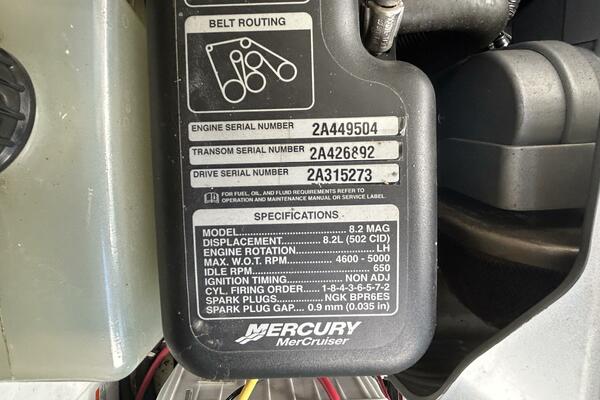 BELT ROUTING
ENGINE SERIAL NUMBER 2A449504
TRANSOM SERIAL NUMBER 2A426892
DRIVE SERIAL NUMBER 2A315273
FOR FUEL, OIL, AND FLUID REQUIREMENTS REFER TO
OPERATION AND MAINTENANCE MANUAL OR SERVICE LABEL.
SPECIFICATIONS
MODEL................................ 8.2 MAG
DISPLACEMENT.......... 8.2L (502 CID)
ENGINE ROTATION........................ LH
MAX. W.O.T. RPM............ 4600 - 5000
IDLE RPM.................................. 650
IGNITION TIMING................. NON ADJ
CYL. FIRING ORDER..... 1-8-4-3-6-5-7-2
SPARK PLUGS.............. NGK BPR6ES
SPARK PLUG GAP.... 0.9 mm (0.035 in)
MERCURY
MerCruiser